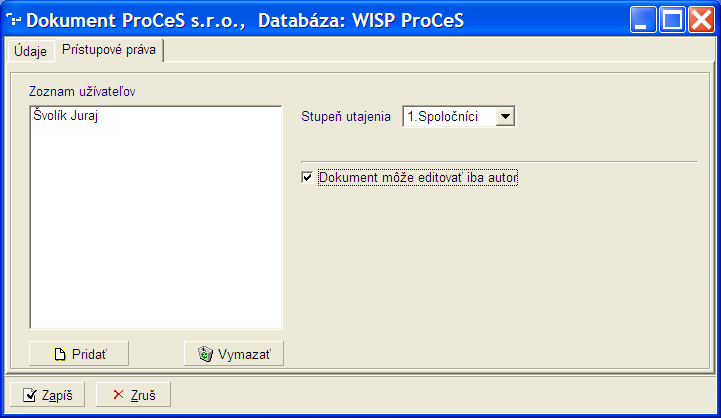 Dokument ProCeS s.r.o., Databáza: WISP ProCeS
Údaje Prístupové práva
Zoznam užívateľov
Švolík Juraj
Stupeň utajenia 1.Spoločníci
Dokument môže editovať iba autor
Pridať Vymazať
Zapíš Zruš